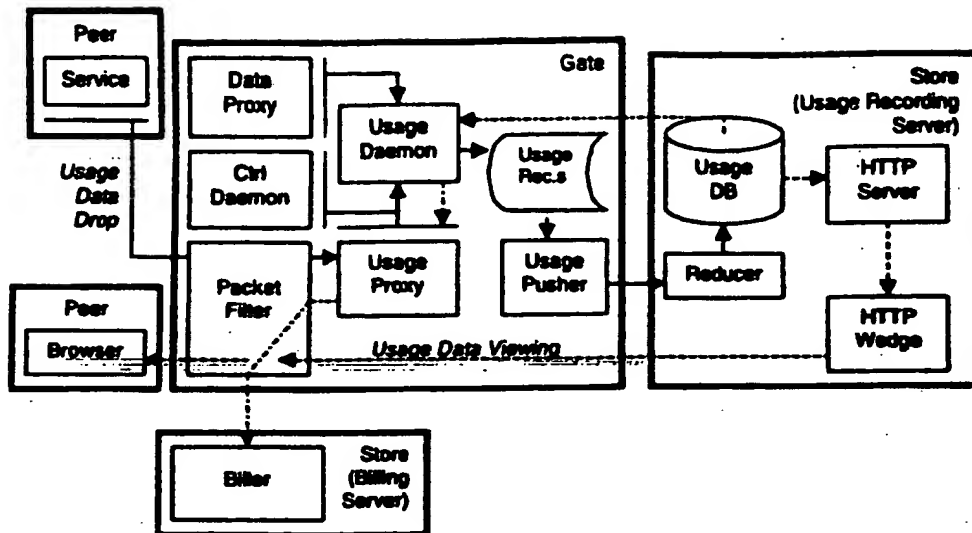 Peer
Service
Usage
Data
Drop
Peer
Browser
Gate
Data
Proxy
Ctrl
Daemon
Packet
Filter
Usage
Daemon
Usage
Rec.s
Usage
Proxy
Usage
Pusher
Usage Data Viewing
Store
(Usage Recording
Server)
Usage
DB
HTTP
Server
Reducer
HTTP
Wedge
Biller
Store
(Billing
Server)